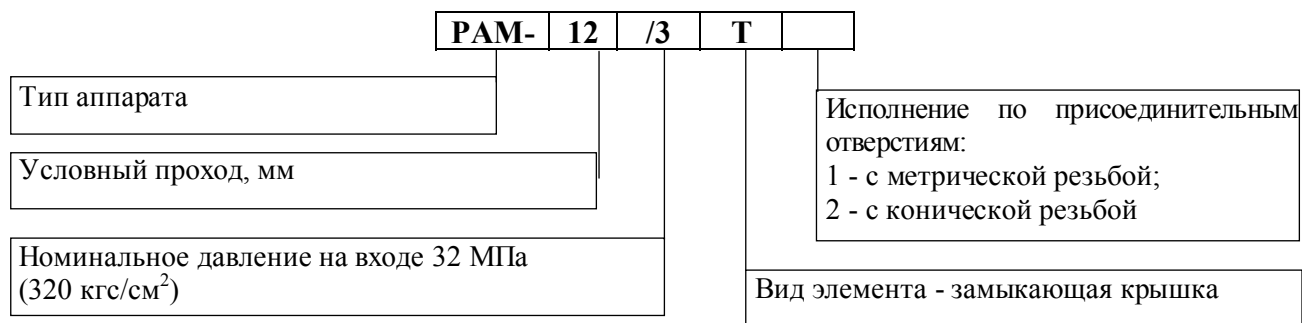 РАМ- 12 /3 Т
Тип аппарата
Условный проход, мм
Номинальное давление на входе 32 МПа
(320 кгс/см²)
Исполнение по присоединительным
отверстиям:
1 - с метрической резьбой;
2 - с конической резьбой
Вид элемента - замыкающая крышка